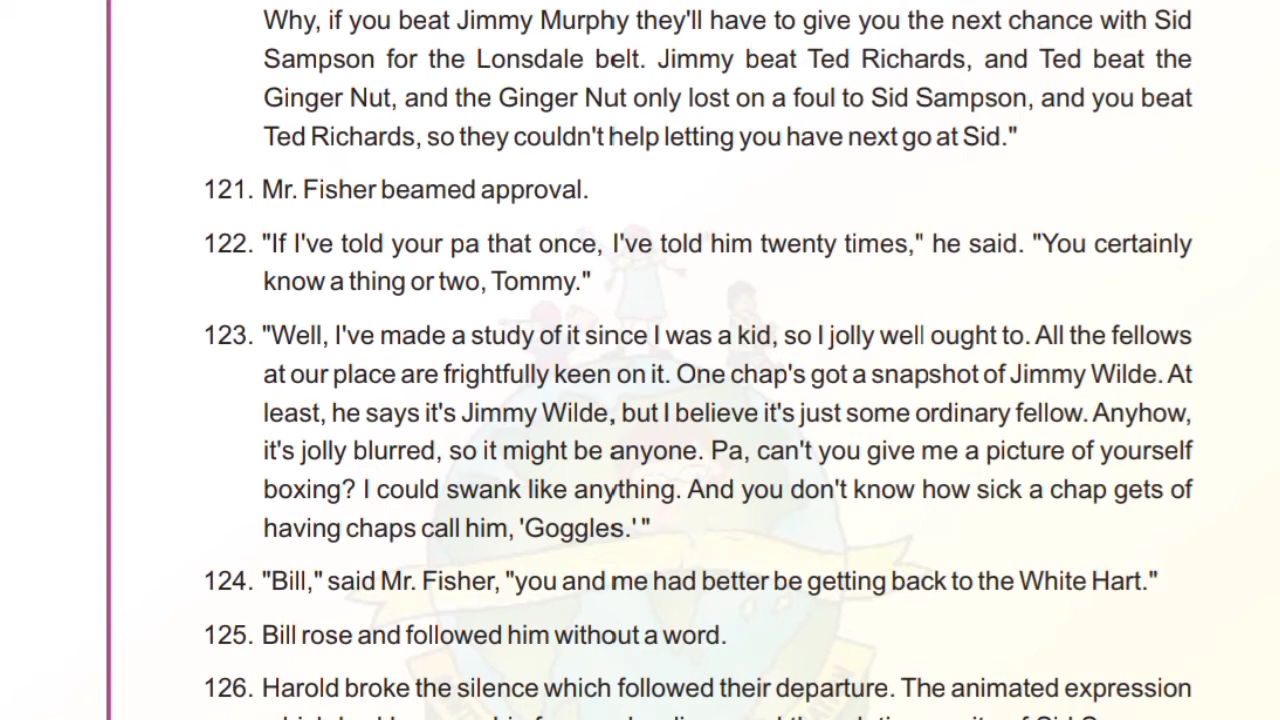 Why, if you beat Jimmy Murphy they'll have to give you the next chance with Sid
Sampson for the Lonsdale belt. Jimmy beat Ted Richards, and Ted beat the
Ginger Nut, and the Ginger Nut only lost on a foul to Sid Sampson, and you beat
Ted Richards, so they couldn't help letting you have next go at Sid."
121. Mr. Fisher beamed approval.
122. "If I've told your pa that once, I've told him twenty times," he said. "You certainly
know a thing or two, Tommy."
123. "Well, I've made a study of it since I was a kid, so I jolly well ought to. All the fellows
at our place are frightfully keen on it. One chap's got a snapshot of Jimmy Wilde. At
least, he says it's Jimmy Wilde, but I believe it's just some ordinary fellow. Anyhow,
it's jolly blurred, so it might be anyone. Pa, can't you give me a picture of yourself
boxing? I could swank like anything. And you don't know how sick a chap gets of
having chaps call him, 'Goggles.' "
124. "Bill," said Mr. Fisher, "you and me had better be getting back to the White Hart."
125. Bill rose and followed him without a word.
126. Harold broke the silence which followed their departure. The animated expression